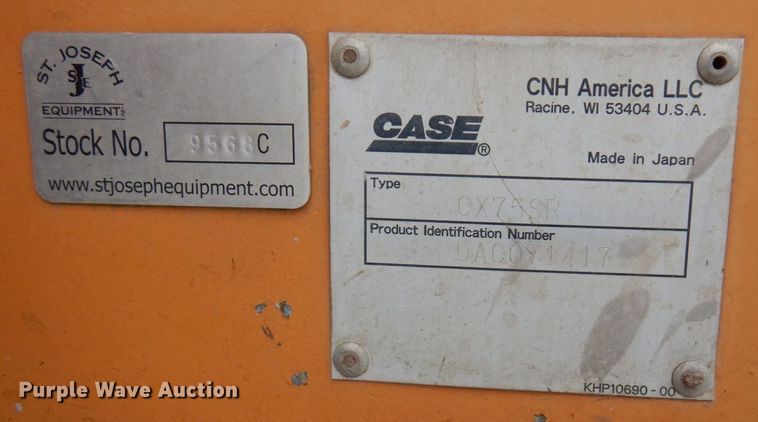 ST. JOSEPH
SJE
EQUIPMENT LLC
Stock No. 9568C
www.stjosephequipment.com
CNH America LLC
Racine, WI 53404 U.S.A.
CASE®
Made in Japan
Type
CX75SR
Product Identification Number
DAC0Y1417
KHP10690-00
Purple Wave Auction